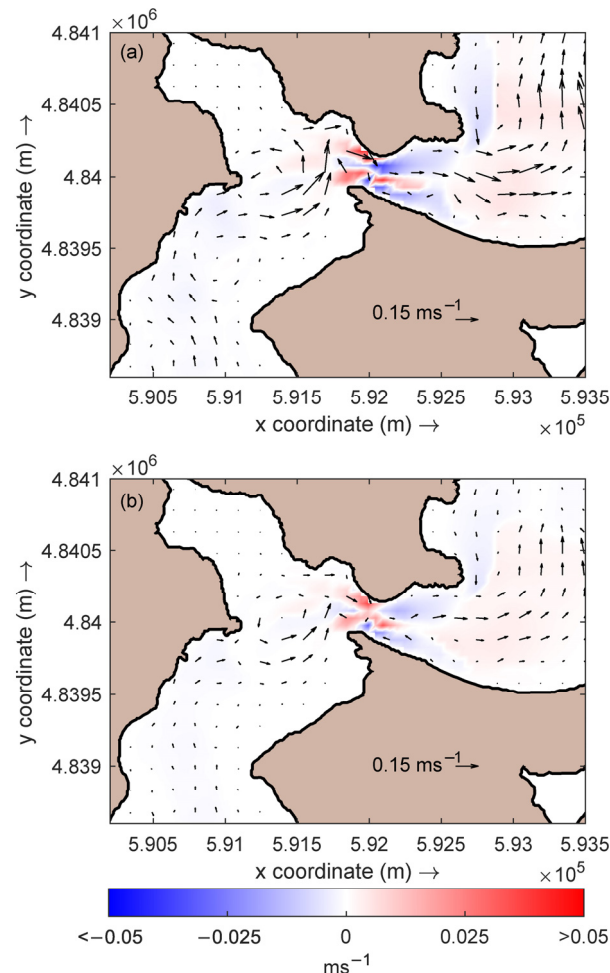 × 10⁶
4.841
(a)
4.8405
4.84
4.8395
4.839
y coordinate (m) →
0.15 ms⁻¹
5.905 5.91 5.915 5.92 5.925 5.93 5.935
x coordinate (m) →
×10⁵
× 10⁶
4.841
(b)
4.8405
4.84
4.8395
4.839
y coordinate (m) →
0.15 ms⁻¹
5.905 5.91 5.915 5.92 5.925 5.93 5.935
x coordinate (m) →
×10⁵
<−0.05 −0.025 0 0.025 >0.05
ms⁻¹